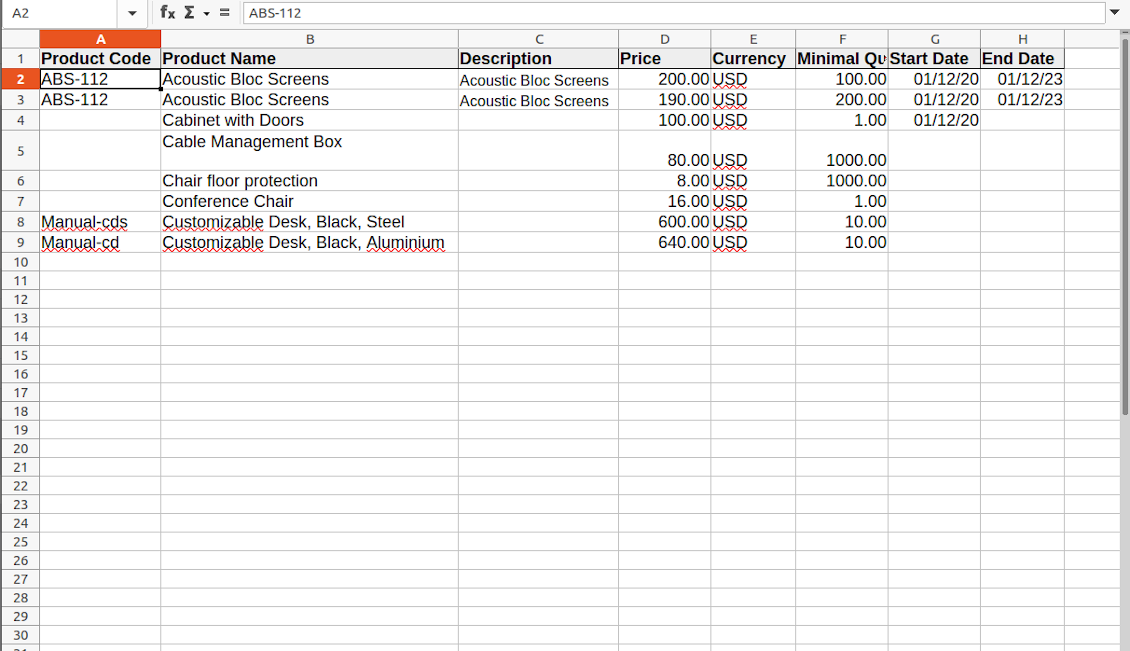 A2 fx Σ = ABS-112
A B C D E F G H
1 Product Code Product Name Description Price Currency Minimal Qu Start Date End Date
2 ABS-112 Acoustic Bloc Screens Acoustic Bloc Screens 200.00 USD 100.00 01/12/20 01/12/23
3 ABS-112 Acoustic Bloc Screens Acoustic Bloc Screens 190.00 USD 200.00 01/12/20 01/12/23
4 Cabinet with Doors 100.00 USD 1.00 01/12/20
5 Cable Management Box 80.00 USD 1000.00
6 Chair floor protection 8.00 USD 1000.00
7 Conference Chair 16.00 USD 1.00
8 Manual-cds Customizable Desk, Black, Steel 600.00 USD 10.00
9 Manual-cd Customizable Desk, Black, Aluminium 640.00 USD 10.00
10
11
12
13
14
15
16
17
18
19
20
21
22
23
24
25
26
27
28
29
30